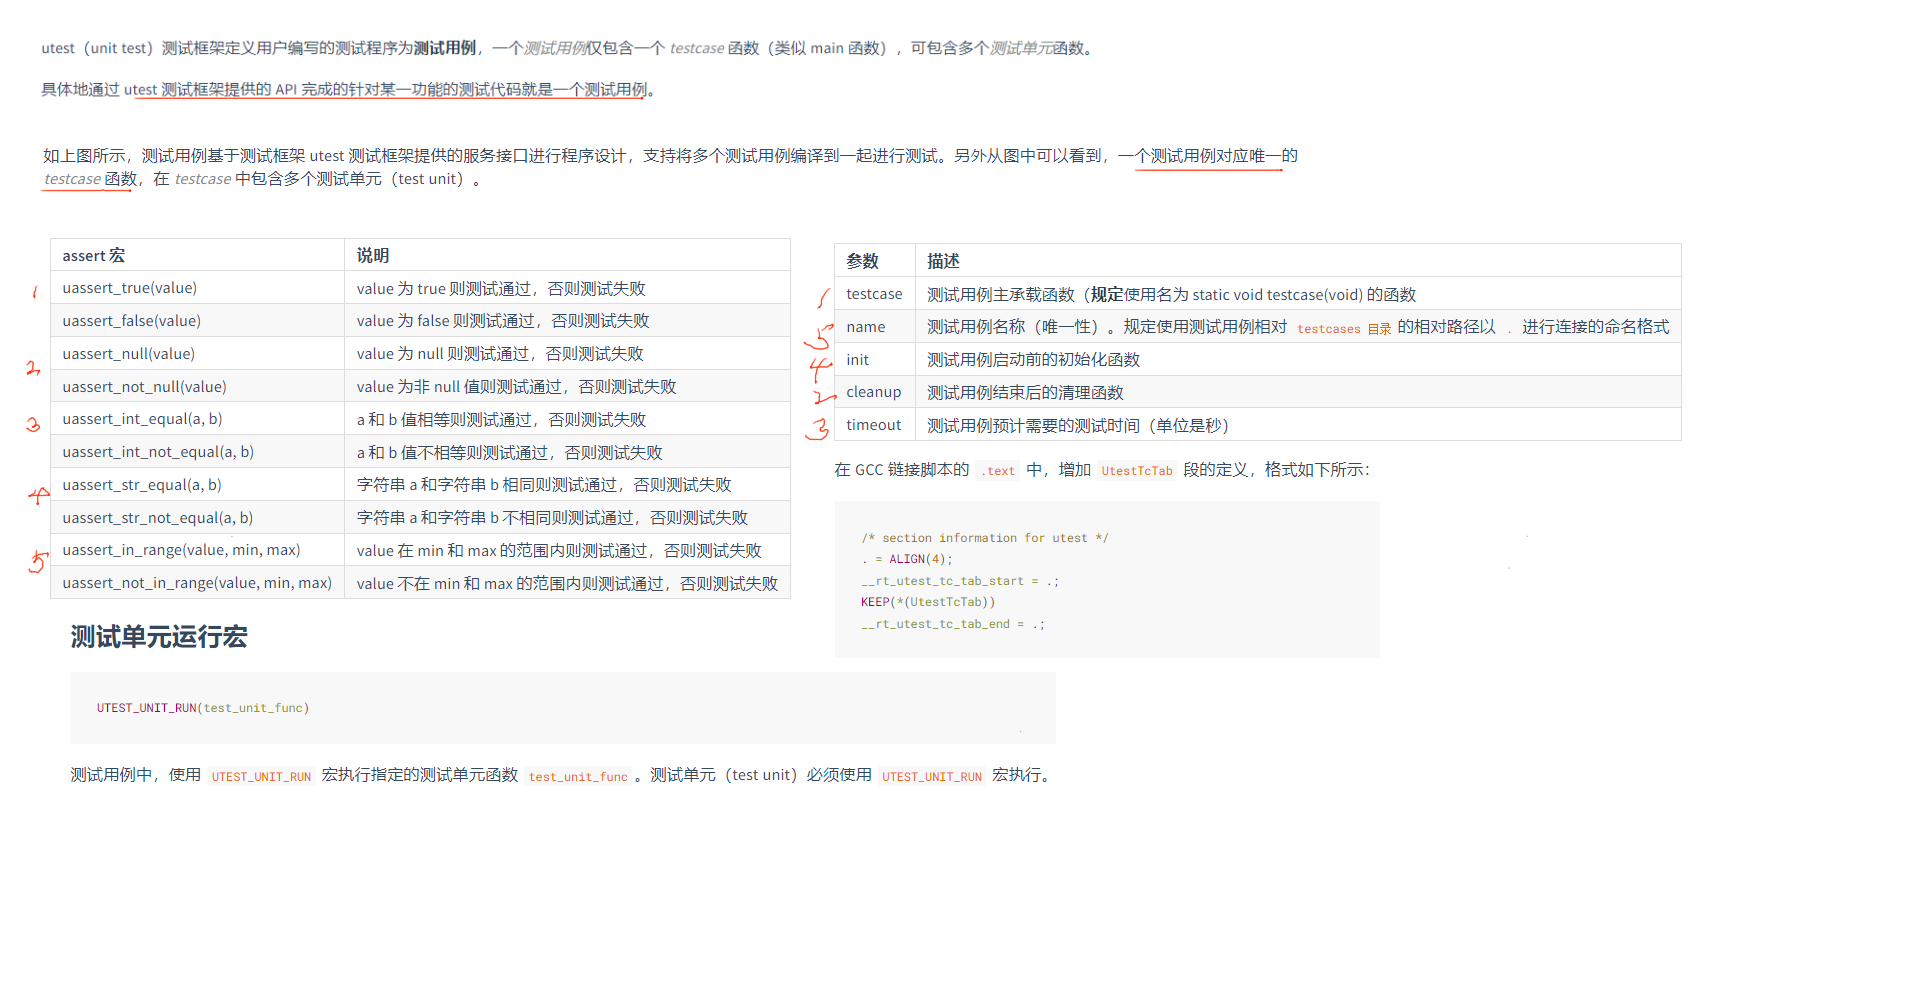 utest（unit test）测试框架定义用户编写的测试程序为测试用例，一个测试用例仅包含一个 testcase 函数（类似 main 函数），可包含多个测试单元函数。
具体地通过 utest 测试框架提供的 API 完成的针对某一功能的测试代码就是一个测试用例。
如上图所示，测试用例基于测试框架 utest 测试框架提供的服务接口进行程序设计，支持将多个测试用例编译到一起进行测试。另外从图中可以看到，一个测试用例对应唯一的
testcase 函数，在 testcase 中包含多个测试单元（test unit）。
assert 宏 说明
1 uassert_true(value) value 为 true 则测试通过，否则测试失败
uassert_false(value) value 为 false 则测试通过，否则测试失败
uassert_null(value) value 为 null 则测试通过，否则测试失败
2 uassert_not_null(value) value 为非 null 值则测试通过，否则测试失败
3 uassert_int_equal(a, b) a 和 b 值相等则测试通过，否则测试失败
uassert_int_not_equal(a, b) a 和 b 值不相等则测试通过，否则测试失败
4 uassert_str_equal(a, b) 字符串 a 和字符串 b 相同则测试通过，否则测试失败
uassert_str_not_equal(a, b) 字符串 a 和字符串 b 不相同则测试通过，否则测试失败
5 uassert_in_range(value, min, max) value 在 min 和 max 的范围内则测试通过，否则测试失败
uassert_not_in_range(value, min, max) value 不在 min 和 max 的范围内则测试通过，否则测试失败
测试单元运行宏
UTEST_UNIT_RUN(test_unit_func)
测试用例中，使用 UTEST_UNIT_RUN 宏执行指定的测试单元函数 test_unit_func 。测试单元（test unit）必须使用 UTEST_UNIT_RUN 宏执行。
参数 描述
1 testcase 测试用例主承载函数（规定使用名为 static void testcase(void) 的函数
5 name 测试用例名称（唯一性）。规定使用测试用例相对 testcases 目录 的相对路径以 . 进行连接的命名格式
4 init 测试用例启动前的初始化函数
2 cleanup 测试用例结束后的清理函数
3 timeout 测试用例预计需要的测试时间（单位是秒）
在 GCC 链接脚本的 .text 中，增加 UtestTcTab 段的定义，格式如下所示：
/* section information for utest */
. = ALIGN(4);
__rt_utest_tc_tab_start = .;
KEEP(*(UtestTcTab))
__rt_utest_tc_tab_end = .;